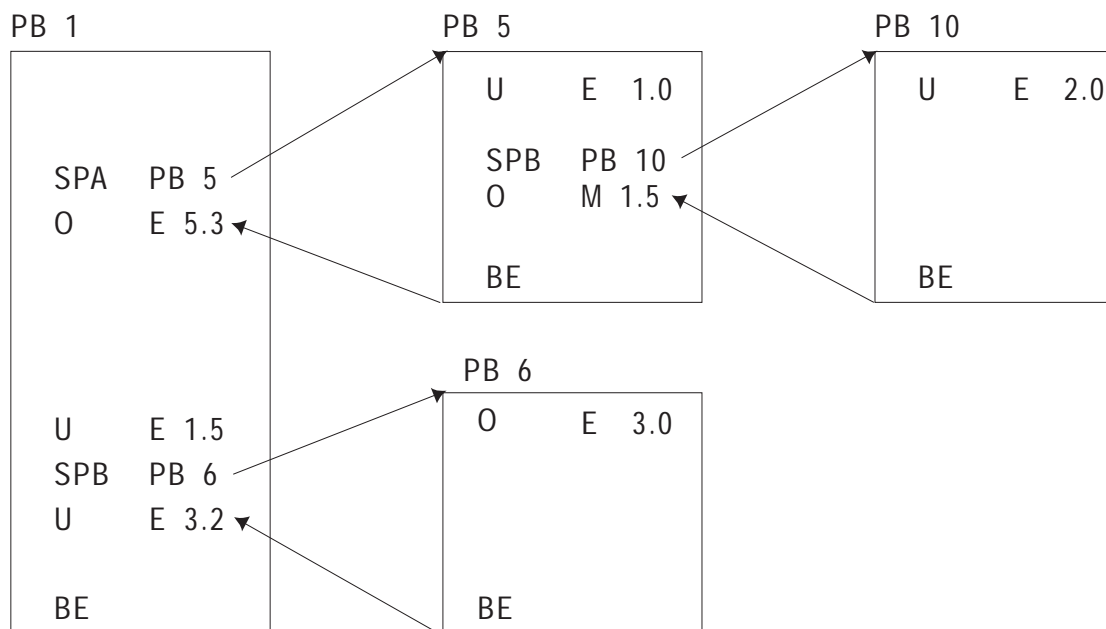 PB 1
SPA PB 5
O E 5.3
U E 1.5
SPB PB 6
U E 3.2
BE
PB 5
U E 1.0
SPB PB 10
O M 1.5
BE
PB 10
U E 2.0
BE
PB 6
O E 3.0
BE